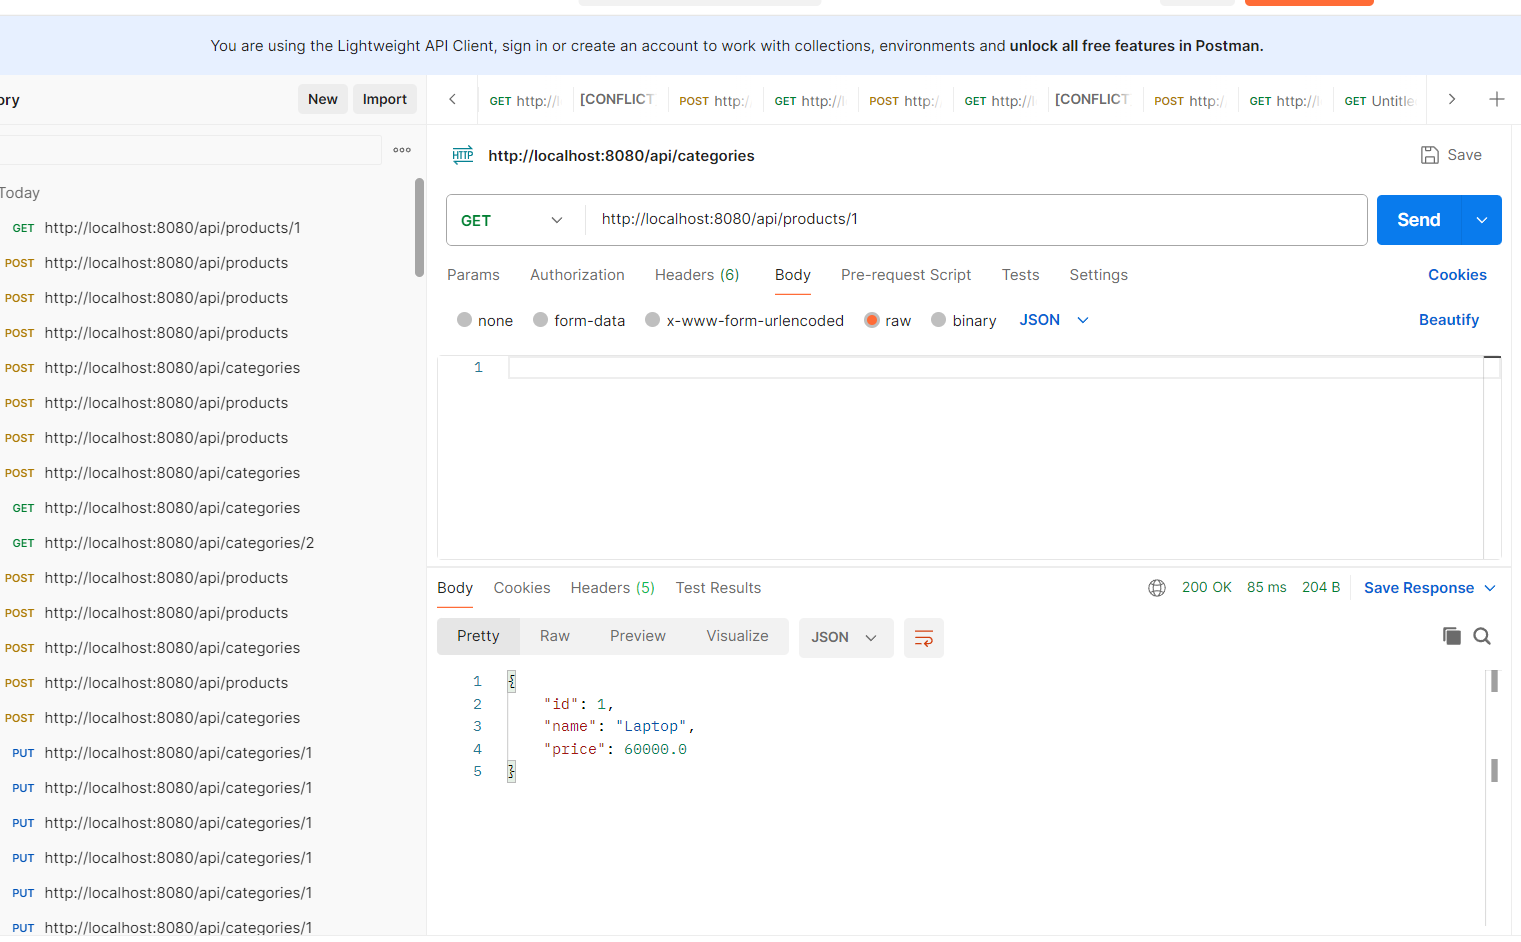 You are using the Lightweight API Client, sign in or create an account to work with collections, environments and unlock all free features in Postman.
ory
New
Import
GET http://l
[CONFLICT
POST http:/
GET http://l
POST http:/
GET http://l
[CONFLICT
POST http:/
GET http://l
GET Untitle
HTTP http://localhost:8080/api/categories
Save
GET
http://localhost:8080/api/products/1
Send
Params Authorization Headers (6) Body Pre-request Script Tests Settings
Cookies
none form-data x-www-form-urlencoded raw binary JSON
Beautify
1
Today
GET http://localhost:8080/api/products/1
POST http://localhost:8080/api/products
POST http://localhost:8080/api/products
POST http://localhost:8080/api/products
POST http://localhost:8080/api/categories
POST http://localhost:8080/api/products
POST http://localhost:8080/api/products
POST http://localhost:8080/api/categories
GET http://localhost:8080/api/categories
GET http://localhost:8080/api/categories/2
POST http://localhost:8080/api/products
POST http://localhost:8080/api/products
POST http://localhost:8080/api/categories
POST http://localhost:8080/api/products
POST http://localhost:8080/api/categories
PUT http://localhost:8080/api/categories/1
PUT http://localhost:8080/api/categories/1
PUT http://localhost:8080/api/categories/1
PUT http://localhost:8080/api/categories/1
PUT http://localhost:8080/api/categories/1
PUT http://localhost:8080/api/categories/1
Body Cookies Headers (5) Test Results
200 OK 85 ms 204 B
Save Response
Pretty Raw Preview Visualize
JSON
1 {
2 "id": 1,
3 "name": "Laptop",
4 "price": 60000.0
5 }